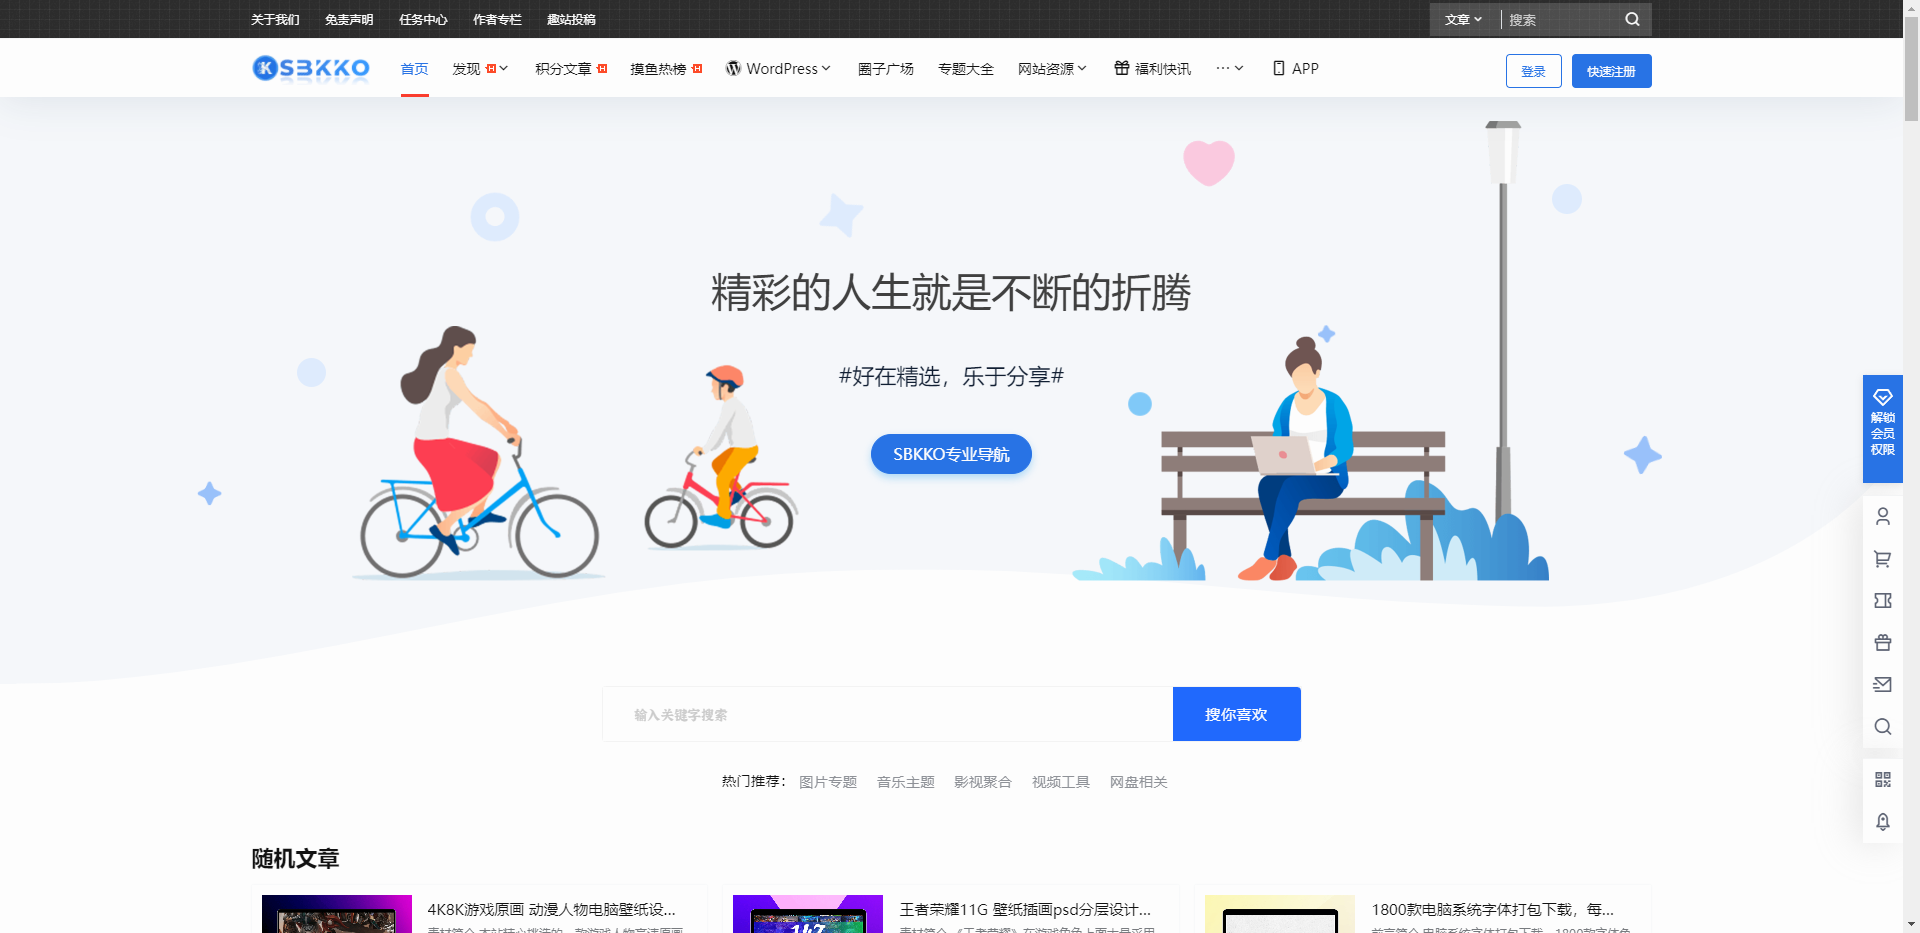 关于我们 免责声明 任务中心 作者专栏 趣站投稿 文章 搜索
SBKKO 首页 发现 积分文章 摸鱼热榜 WordPress 圈子广场 专题大全 网站资源 福利快讯 ··· APP 登录 快速注册
精彩的人生就是不断的折腾
#好在精选，乐于分享#
SBKKO专业导航
解锁
会员
权限
输入关键字搜索 搜你喜欢
热门推荐： 图片专题 音乐主题 影视聚合 视频工具 网盘相关
随机文章
4K8K游戏原画 动漫人物电脑壁纸设... 王者荣耀11G 壁纸插画psd分层设计... 1800款电脑系统字体打包下载，每...